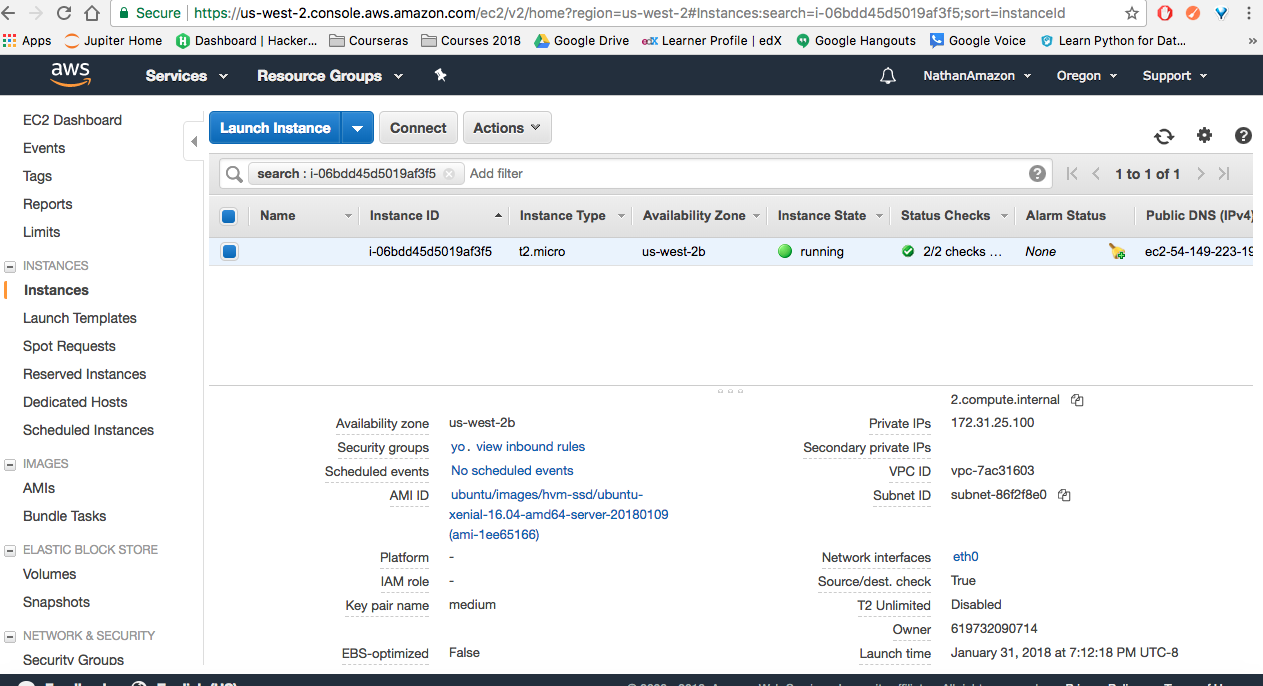 Secure https://us-west-2.console.aws.amazon.com/ec2/v2/home?region=us-west-2#Instances:search=i-06bdd45d5019af3f5;sort=instanceId
Apps Jupiter Home Dashboard | Hacker... Courseras Courses 2018 Google Drive edX Learner Profile | edX Google Hangouts Google Voice Learn Python for Dat... »
aws Services Resource Groups NathanAmazon Oregon Support
EC2 Dashboard
Events
Tags
Reports
Limits
INSTANCES
Instances
Launch Templates
Spot Requests
Reserved Instances
Dedicated Hosts
Scheduled Instances
IMAGES
AMIs
Bundle Tasks
ELASTIC BLOCK STORE
Volumes
Snapshots
NETWORK & SECURITY
Security Groups
Launch Instance Connect Actions
search : i-06bdd45d5019af3f5 Add filter 1 to 1 of 1
Name Instance ID Instance Type Availability Zone Instance State Status Checks Alarm Status Public DNS (IPv4)
i-06bdd45d5019af3f5 t2.micro us-west-2b running 2/2 checks ... None ec2-54-149-223-19
2.compute.internal
Availability zone us-west-2b Private IPs 172.31.25.100
Security groups yo . view inbound rules Secondary private IPs
Scheduled events No scheduled events VPC ID vpc-7ac31603
AMI ID ubuntu/images/hvm-ssd/ubuntu- Subnet ID subnet-86f2f8e0
xenial-16.04-amd64-server-20180109
(ami-1ee65166)
Platform - Network interfaces eth0
IAM role - Source/dest. check True
Key pair name medium T2 Unlimited Disabled
Owner 619732090714
EBS-optimized False Launch time January 31, 2018 at 7:12:18 PM UTC-8